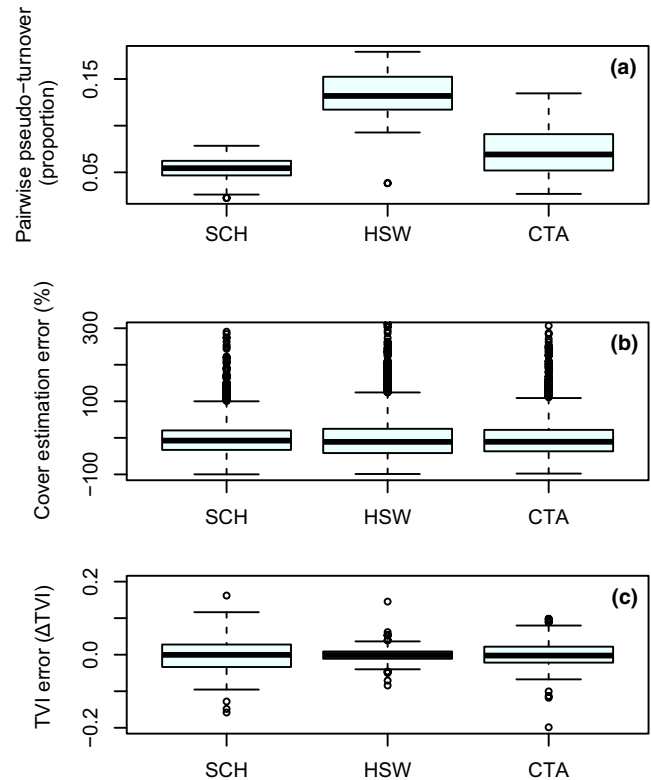 Pairwise pseudo-turnover
(proportion)
0.15
0.05
(a)
SCH HSW CTA
Cover estimation error (%)
300
100
−100
(b)
SCH HSW CTA
TVI error (ΔTVI)
0.2
0.0
−0.2
(c)
SCH HSW CTA